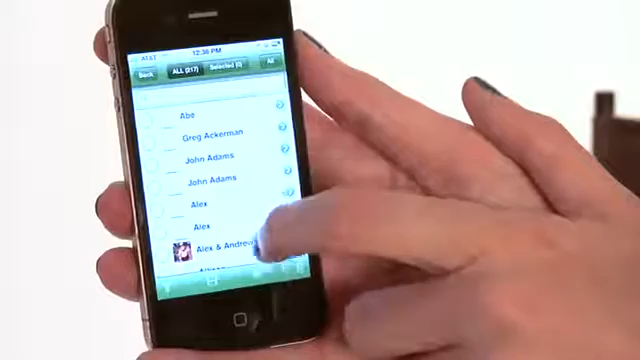 AT&T 12:36 PM
Back ALL (217) Selected (0) All
Abe
Greg Ackerman
John Adams
John Adams
Alex
Alex
Alex & Andrew